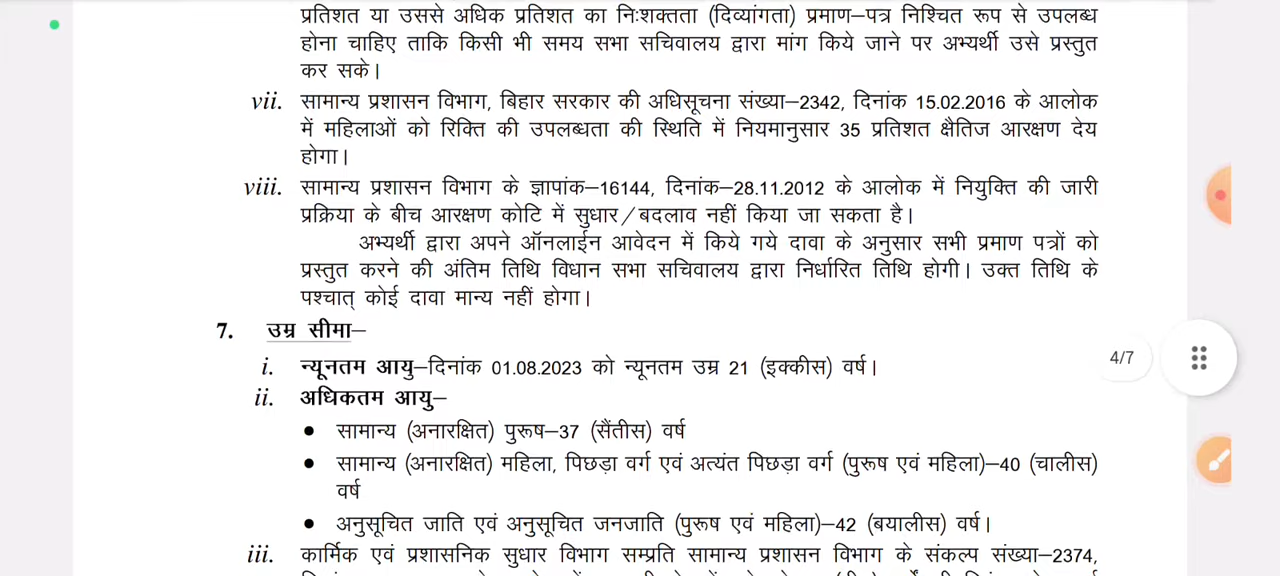 प्रतिशत या उससे अधिक प्रतिशत का निःशक्तता (दिव्यांगता) प्रमाण–पत्र निश्चित रूप से उपलब्ध
होना चाहिए ताकि किसी भी समय सभा सचिवालय द्वारा मांग किये जाने पर अभ्यर्थी उसे प्रस्तुत
कर सके।
vii. सामान्य प्रशासन विभाग, बिहार सरकार की अधिसूचना संख्या–2342, दिनांक 15.02.2016 के आलोक
में महिलाओं को रिक्ति की उपलब्धता की स्थिति में नियमानुसार 35 प्रतिशत क्षैतिज आरक्षण देय
होगा।
viii. सामान्य प्रशासन विभाग के ज्ञापांक–16144, दिनांक–28.11.2012 के आलोक में नियुक्ति की जारी
प्रक्रिया के बीच आरक्षण कोटि में सुधार/बदलाव नहीं किया जा सकता है।
अभ्यर्थी द्वारा अपने ऑनलाईन आवेदन में किये गये दावा के अनुसार सभी प्रमाण पत्रों को
प्रस्तुत करने की अंतिम तिथि विधान सभा सचिवालय द्वारा निर्धारित तिथि होगी। उक्त तिथि के
पश्चात् कोई दावा मान्य नहीं होगा।
7. उम्र सीमा–
i. न्यूनतम आयु–दिनांक 01.08.2023 को न्यूनतम उम्र 21 (इक्कीस) वर्ष।
4/7
ii. अधिकतम आयु–
● सामान्य (अनारक्षित) पुरूष–37 (सैंतीस) वर्ष
● सामान्य (अनारक्षित) महिला, पिछड़ा वर्ग एवं अत्यंत पिछड़ा वर्ग (पुरूष एवं महिला)–40 (चालीस)
वर्ष
● अनुसूचित जाति एवं अनुसूचित जनजाति (पुरूष एवं महिला)–42 (बयालीस) वर्ष।
iii. कार्मिक एवं प्रशासनिक सुधार विभाग सम्प्रति सामान्य प्रशासन विभाग के संकल्प संख्या–2374,